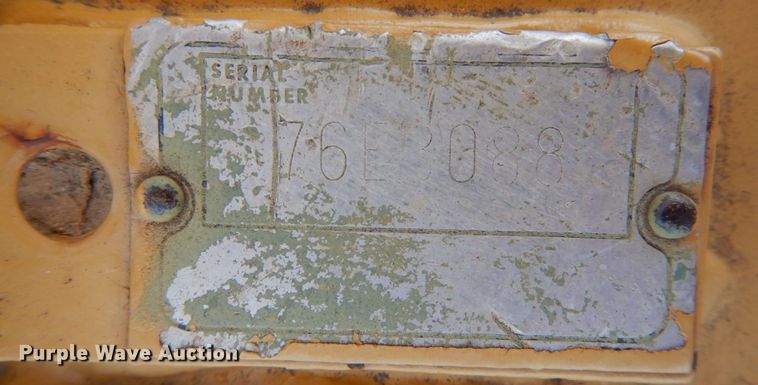 SERIAL
NUMBER
76E3088
Purple Wave Auction